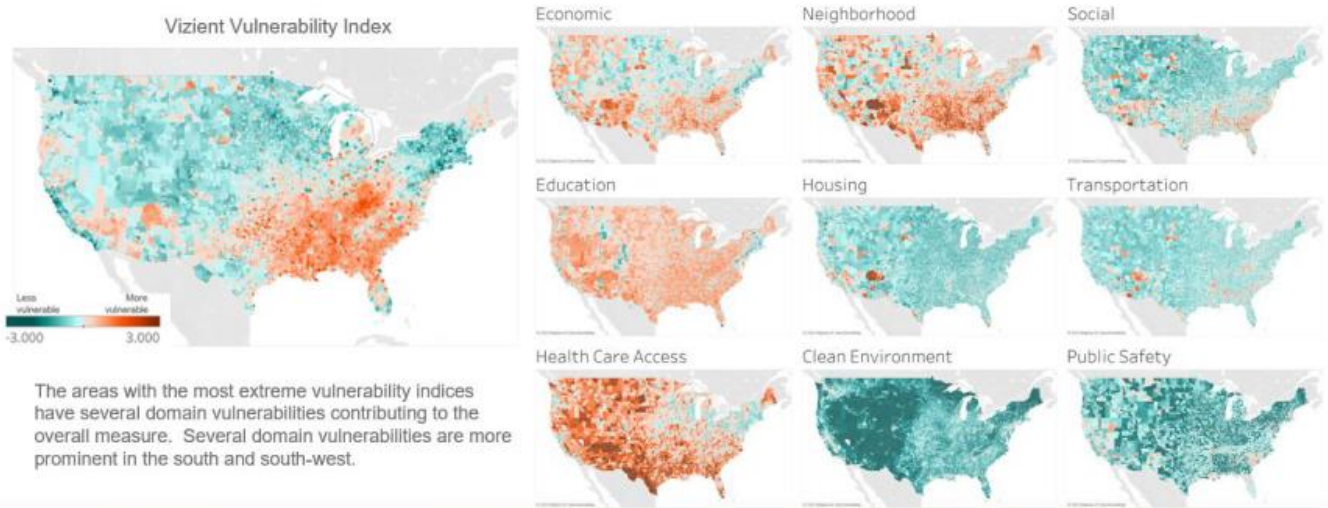 Vizient Vulnerability Index
Less vulnerable
More vulnerable
-3.000
3.000
The areas with the most extreme vulnerability indices
have several domain vulnerabilities contributing to the
overall measure. Several domain vulnerabilities are more
prominent in the south and south-west.
Economic
Neighborhood
Social
Education
Housing
Transportation
Health Care Access
Clean Environment
Public Safety